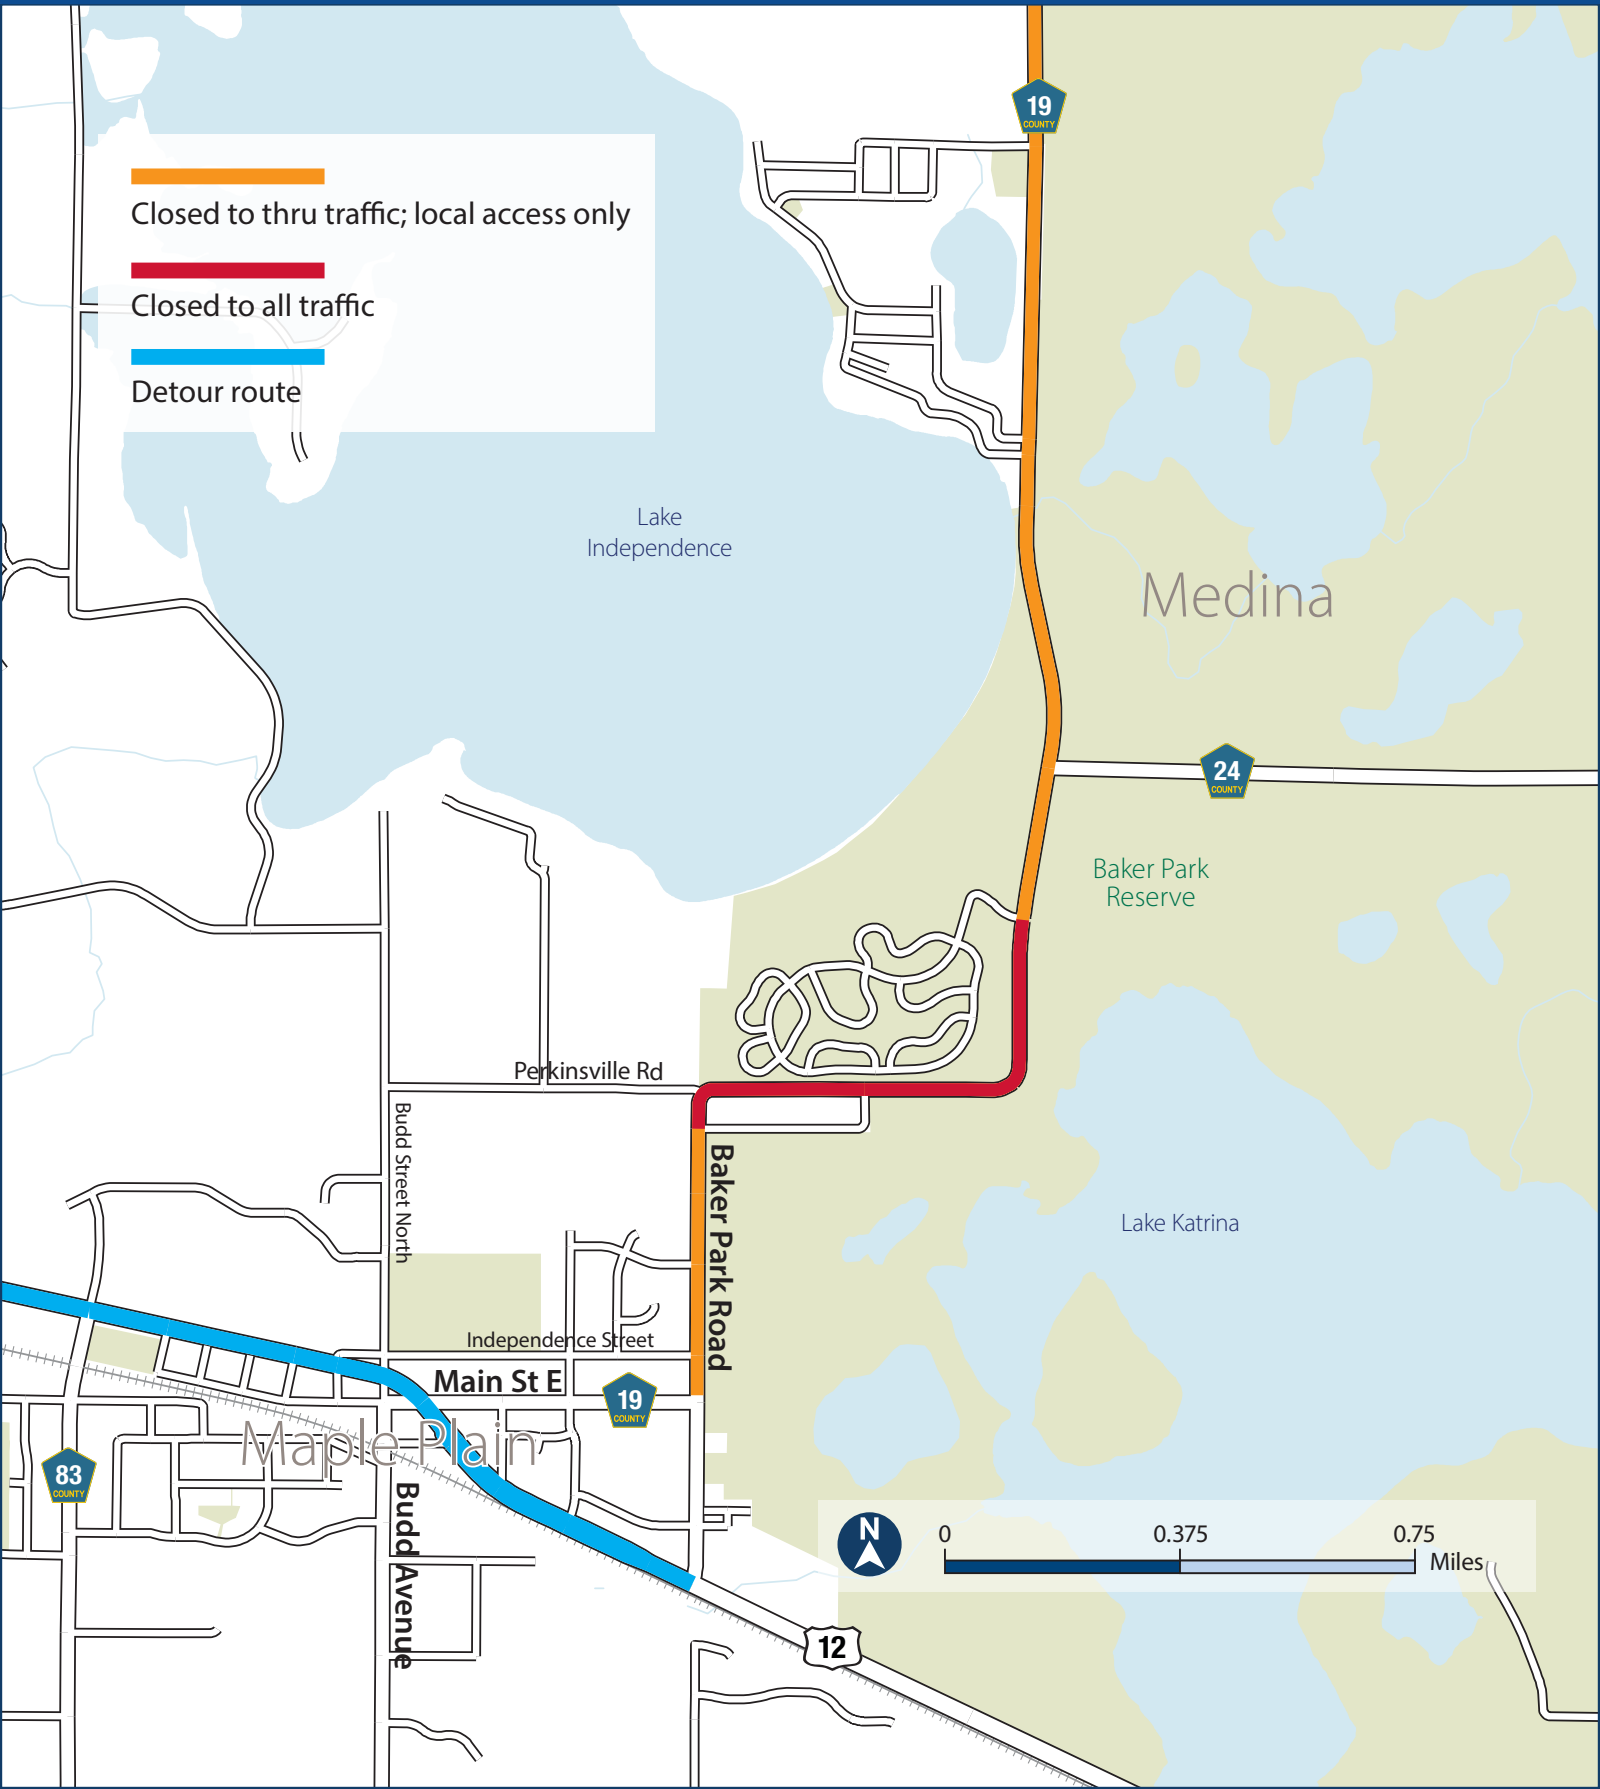 19
COUNTY
Closed to thru traffic; local access only
Closed to all traffic
Detour route
Lake
Independence
Medina
24
COUNTY
Baker Park
Reserve
Perkinsville Rd
Budd Street North
Baker Park Road
Lake Katrina
Independence Street
Main St E
19
COUNTY
Maple Plain
83
COUNTY
Budd Avenue
N
0 0.375 0.75
Miles
12